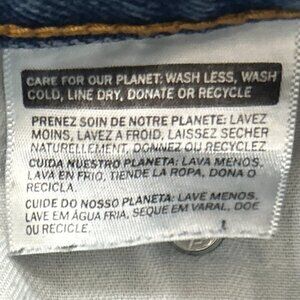 CARE FOR OUR PLANET: WASH LESS, WASH
COLD, LINE DRY, DONATE OR RECYCLE
PRENEZ SOIN DE NOTRE PLANETE: LAVEZ
MOINS, LAVEZ A FROID, LAISSEZ SECHER
NATURELLEMENT, DONNEZ OU RECYCLEZ
CUIDA NUESTRO PLANETA: LAVA MENOS,
LAVA EN FRIO, TIENDE LA ROPA, DONA O
RECICLA.
CUIDE DO NOSSO PLANETA: LAVE MENOS,
LAVE EM ÁGUA FRIA, SEQUE EM VARAL, DOE
OU RECICLE.